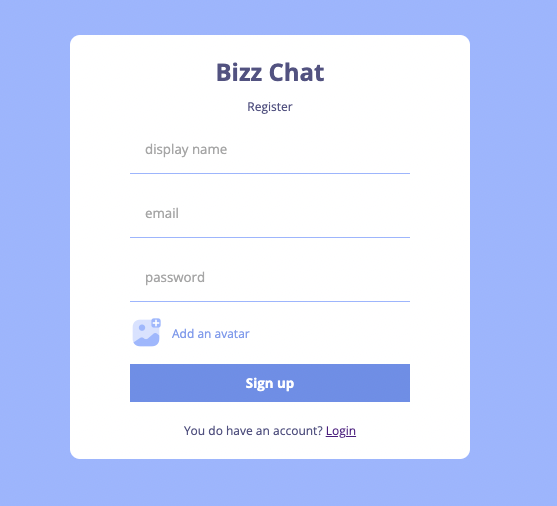 Bizz Chat
Register
display name
email
password
Add an avatar
Sign up
You do have an account? Login